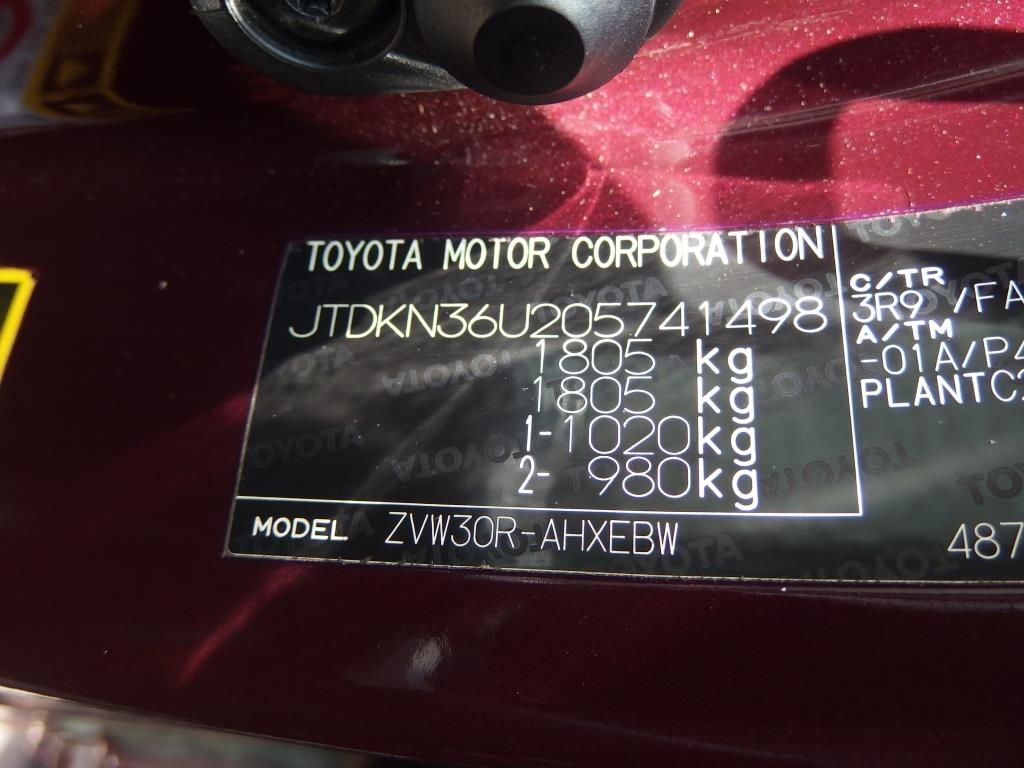 TOYOTA MOTOR CORPORATION
JTDKN36U205741498
1805 kg
1805 kg
1-1020kg
2- 980kg
MODEL ZVW30R-AHXEBW
C/TR
3R9 /FA
A/TM
-01A/P4
PLANTC2
487